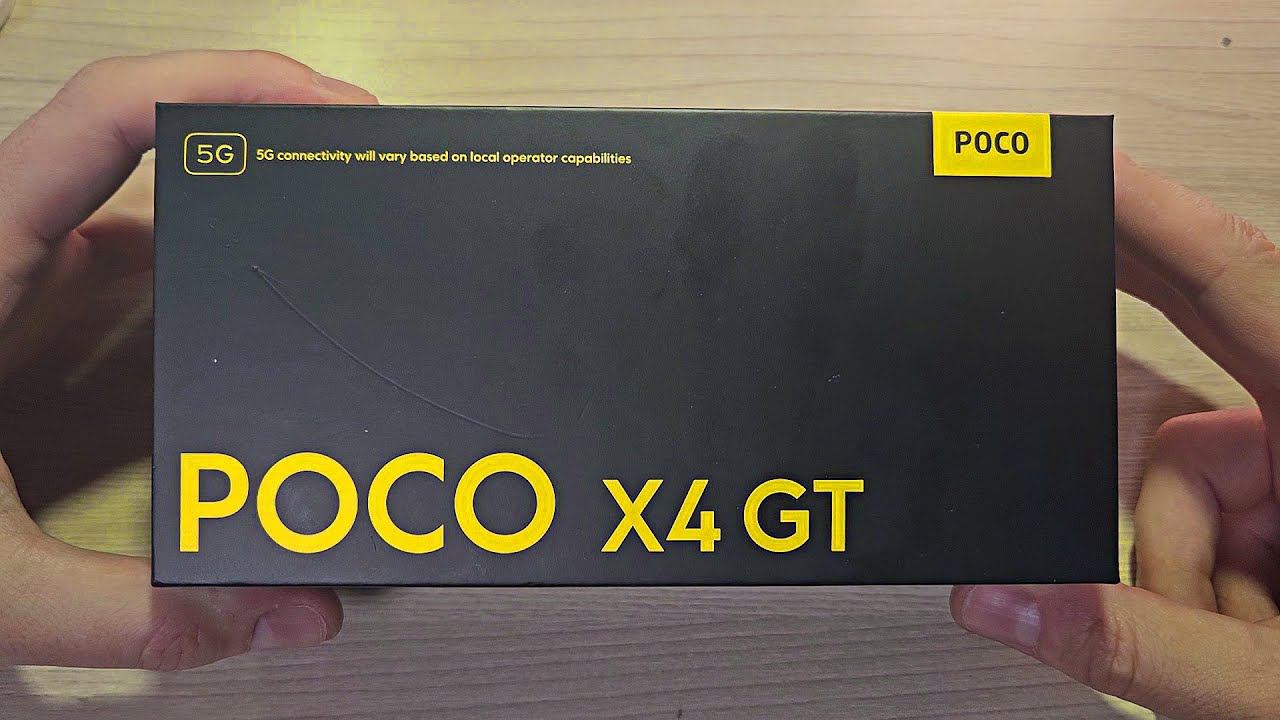 5G
5G connectivity will vary based on local operator capabilities
POCO
POCO X4 GT